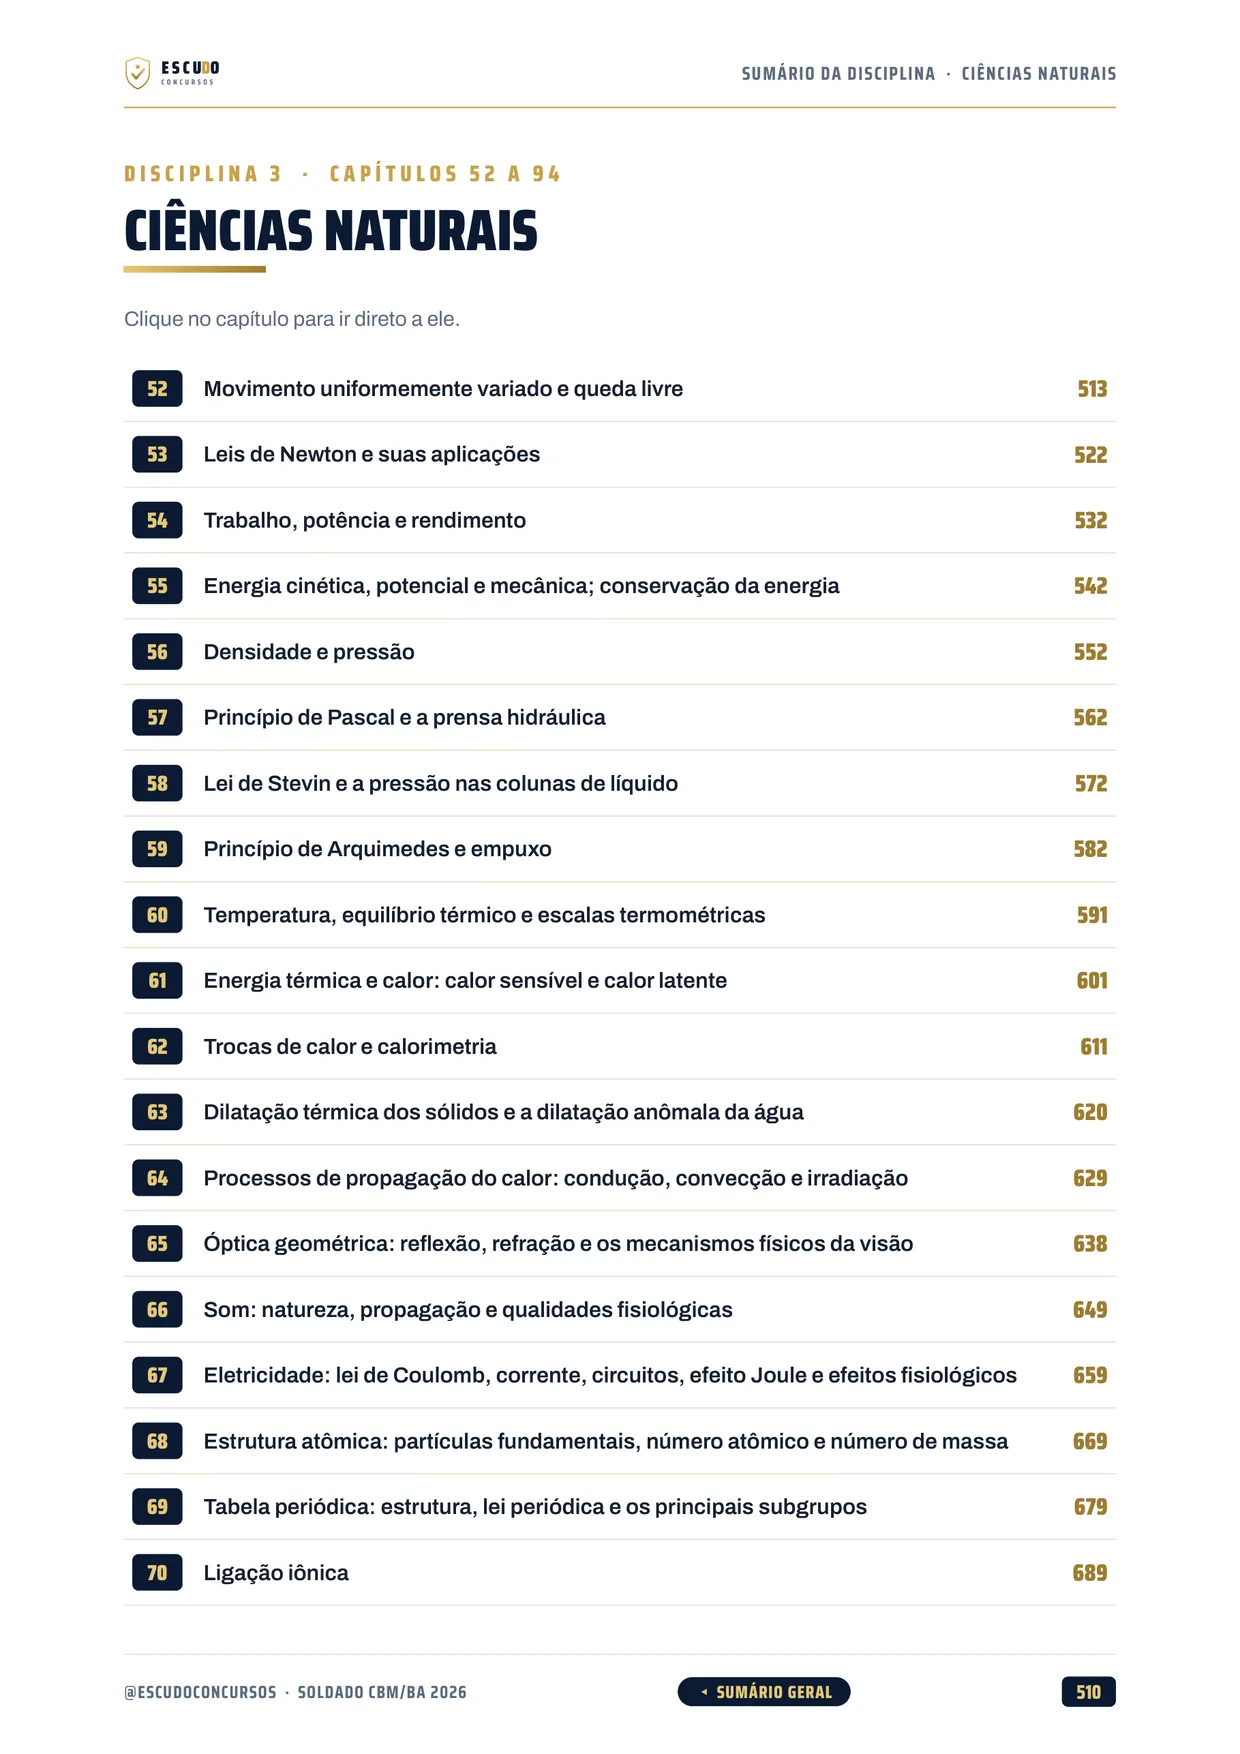 ESCUDO
CONCURSOS
SUMÁRIO DA DISCIPLINA · CIÊNCIAS NATURAIS
DISCIPLINA 3 · CAPÍTULOS 52 A 94
CIÊNCIAS NATURAIS
Clique no capítulo para ir direto a ele.
52 Movimento uniformemente variado e queda livre 513
53 Leis de Newton e suas aplicações 522
54 Trabalho, potência e rendimento 532
55 Energia cinética, potencial e mecânica; conservação da energia 542
56 Densidade e pressão 552
57 Princípio de Pascal e a prensa hidráulica 562
58 Lei de Stevin e a pressão nas colunas de líquido 572
59 Princípio de Arquimedes e empuxo 582
60 Temperatura, equilíbrio térmico e escalas termométricas 591
61 Energia térmica e calor: calor sensível e calor latente 601
62 Trocas de calor e calorimetria 611
63 Dilatação térmica dos sólidos e a dilatação anômala da água 620
64 Processos de propagação do calor: condução, convecção e irradiação 629
65 Óptica geométrica: reflexão, refração e os mecanismos físicos da visão 638
66 Som: natureza, propagação e qualidades fisiológicas 649
67 Eletricidade: lei de Coulomb, corrente, circuitos, efeito Joule e efeitos fisiológicos 659
68 Estrutura atômica: partículas fundamentais, número atômico e número de massa 669
69 Tabela periódica: estrutura, lei periódica e os principais subgrupos 679
70 Ligação iônica 689
@ESCUDOCONCURSOS · SOLDADO CBM/BA 2026
SUMÁRIO GERAL
510